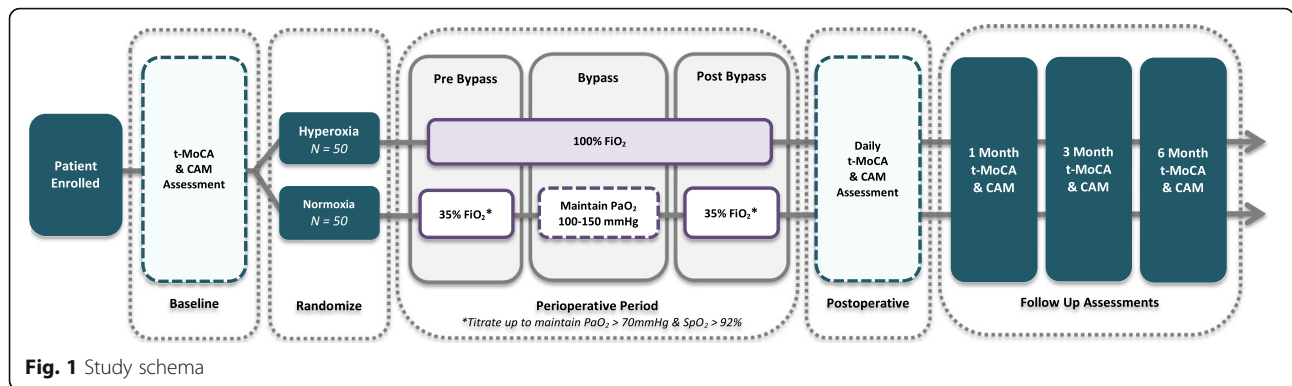 Patient
Enrolled
t-MoCA
& CAM
Assessment
Baseline
Hyperoxia
N = 50
Normoxia
N = 50
Randomize
Pre Bypass
Bypass
Post Bypass
100% FiO₂
35% FiO₂*
Maintain PaO₂
100-150 mmHg
35% FiO₂*
Perioperative Period
*Titrate up to maintain PaO₂ > 70mmHg & SpO₂ > 92%
Daily
t-MoCA
& CAM
Assessment
Postoperative
1 Month
t-MoCA
& CAM
3 Month
t-MoCA
& CAM
6 Month
t-MoCA
& CAM
Follow Up Assessments
Fig. 1 Study schema